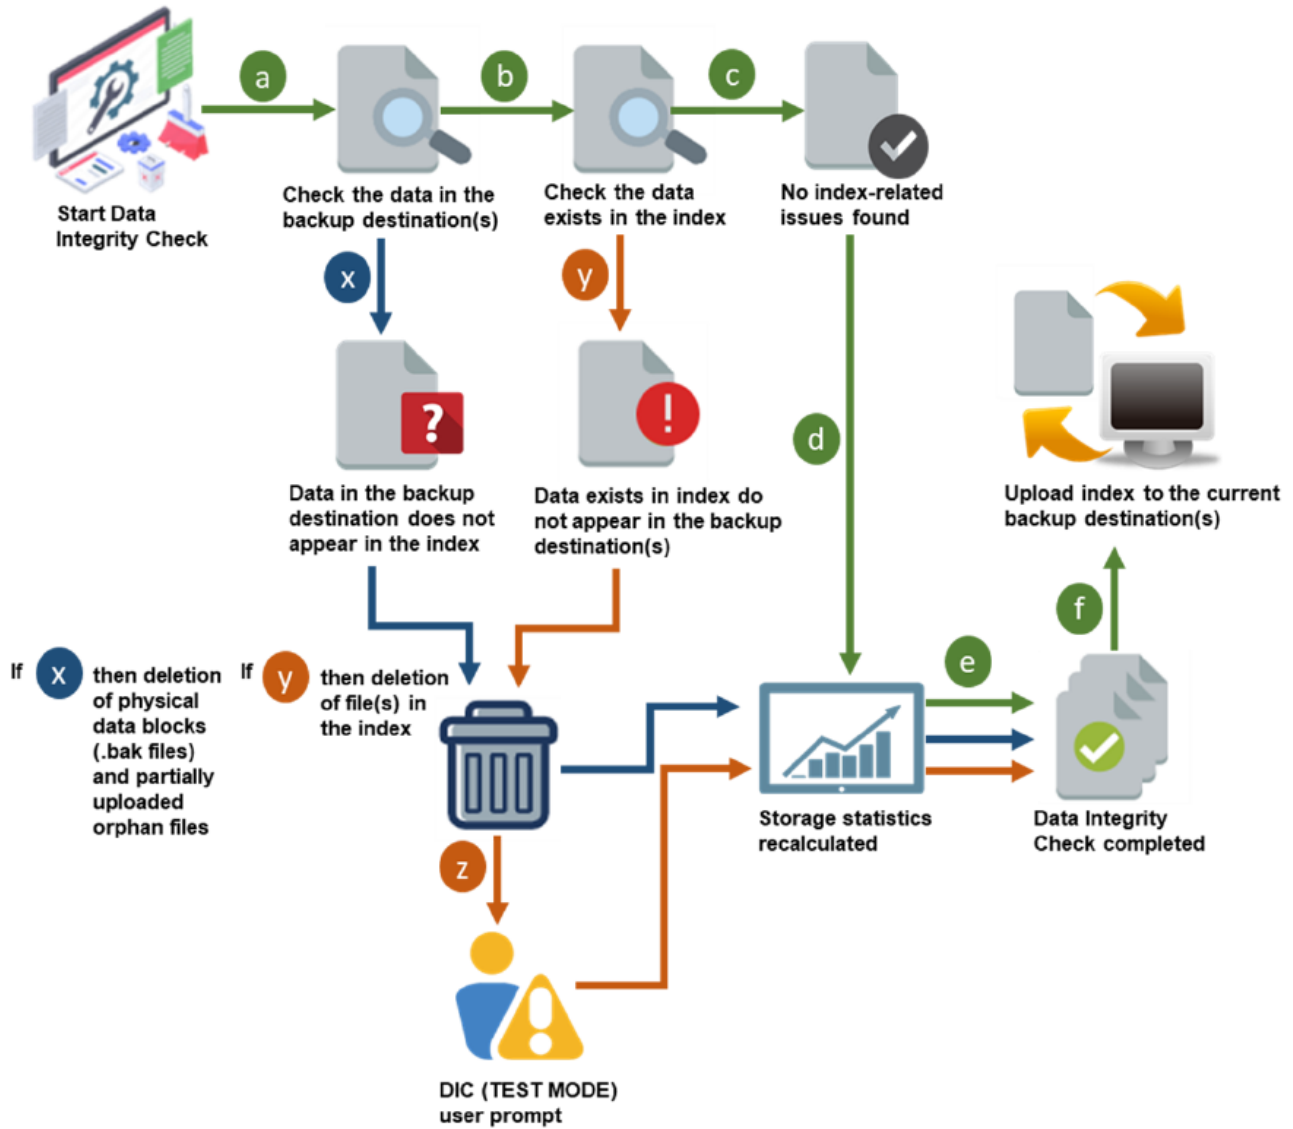 a
b
c
Start Data
Integrity Check
Check the data in the
backup destination(s)
Check the data
exists in the index
No index-related
issues found
x
y
?
!
Data in the backup
destination does not
appear in the index
Data exists in index do
not appear in the backup
destination(s)
d
Upload index to the current
backup destination(s)
f
If x then deletion
of physical
data blocks
(.bak files)
and partially
uploaded
orphan files
If y then deletion
of file(s) in
the index
e
Storage statistics
recalculated
Data Integrity
Check completed
z
DIC (TEST MODE)
user prompt